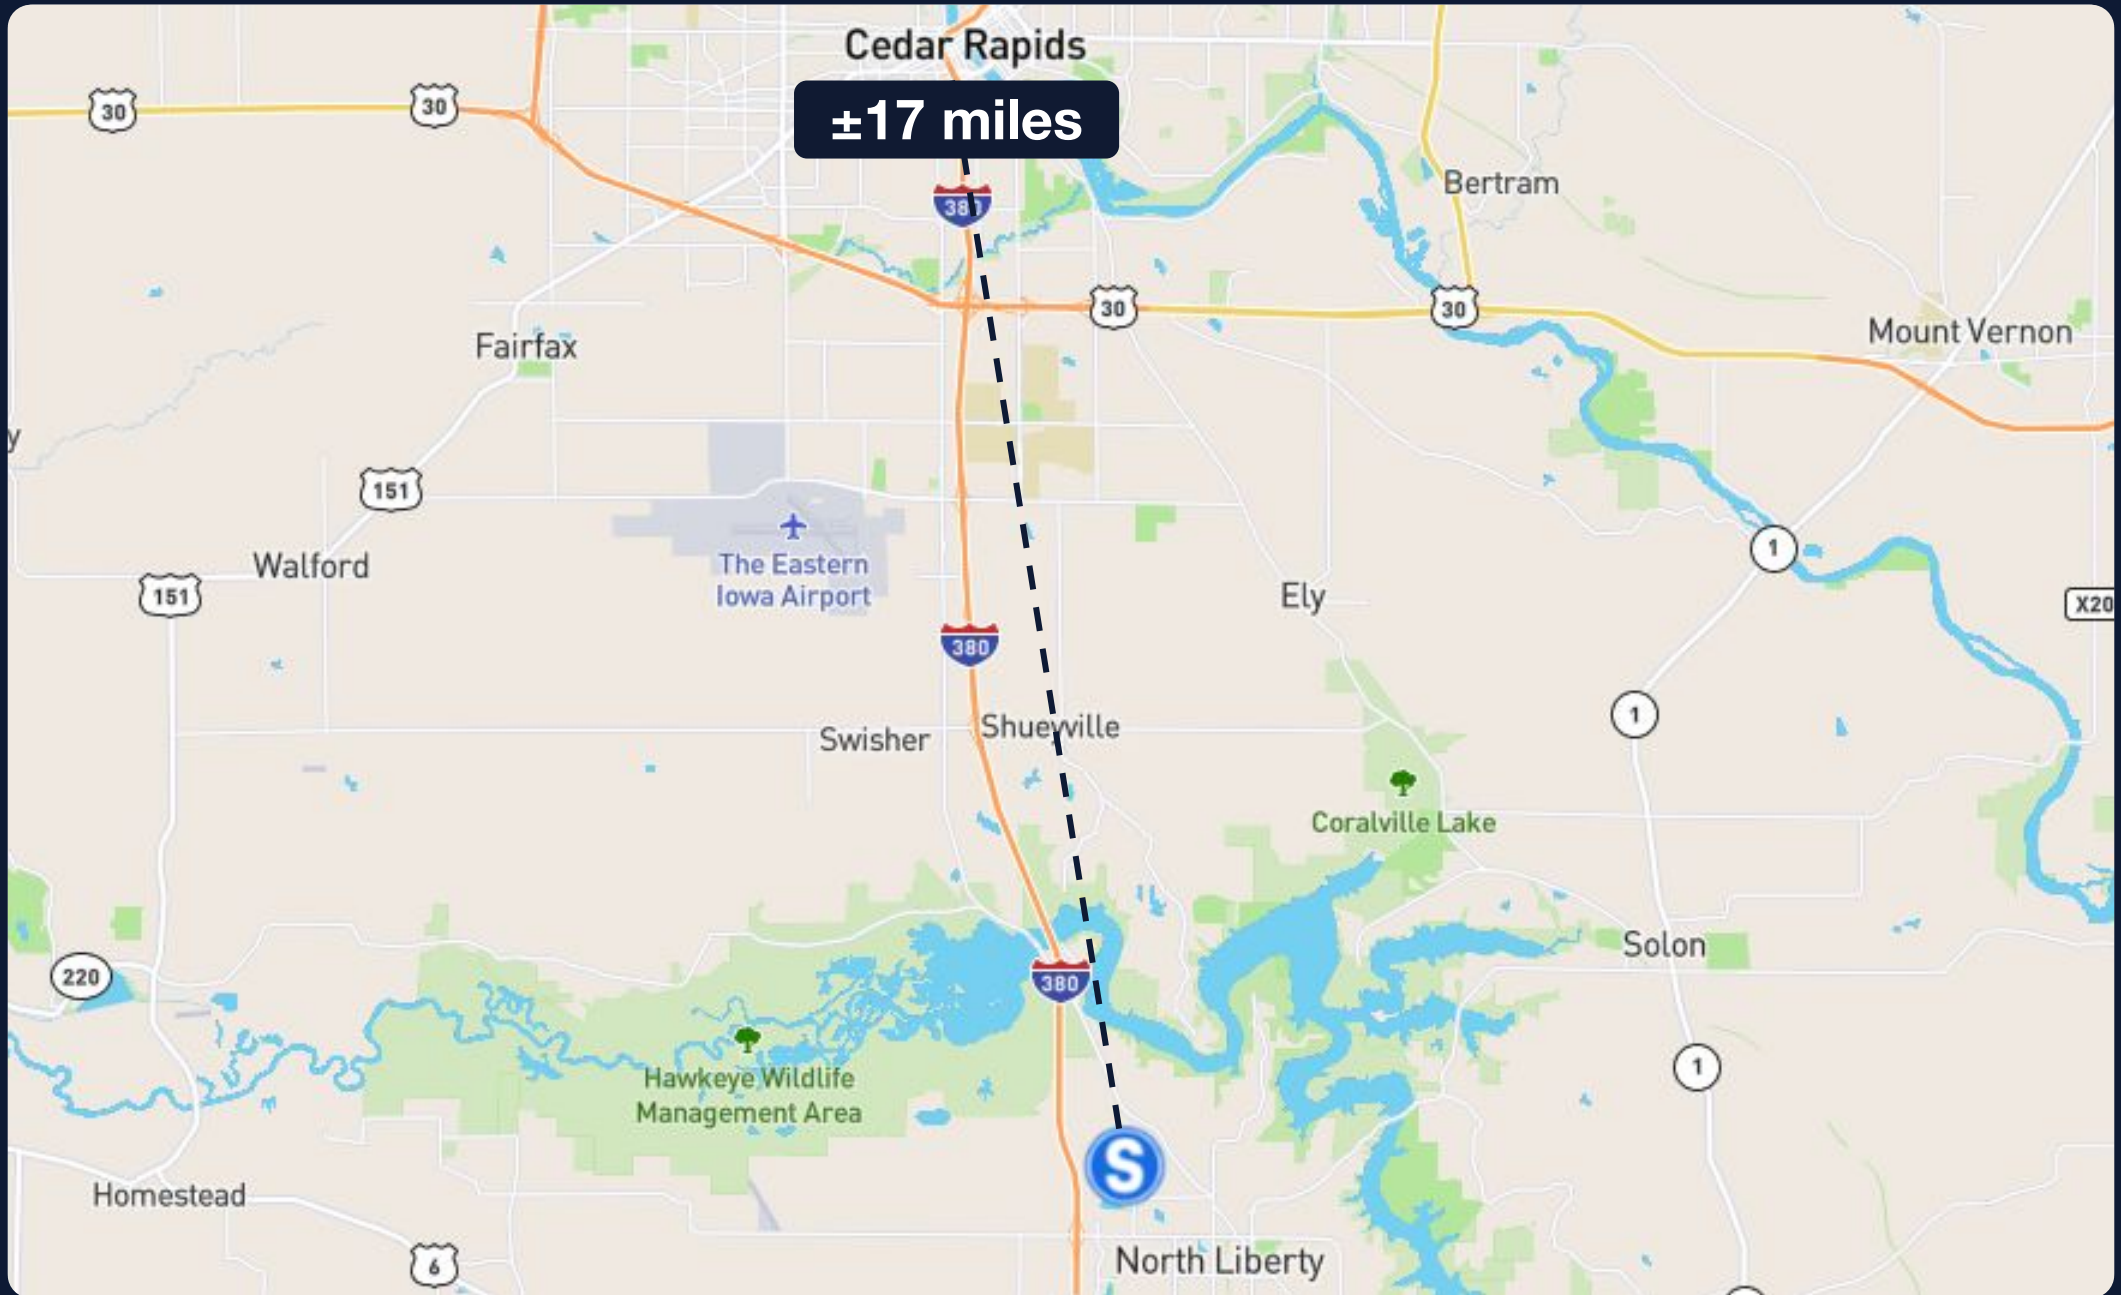 Cedar Rapids
30
30
±17 miles
Bertram
380
30
30
Mount Vernon
Fairfax
y
151
1
Walford
The Eastern
Iowa Airport
151
Ely
X20
380
1
Swisher
Shueyville
Coralville Lake
Solon
220
380
1
Hawkeye Wildlife
Management Area
S
Homestead
6
North Liberty